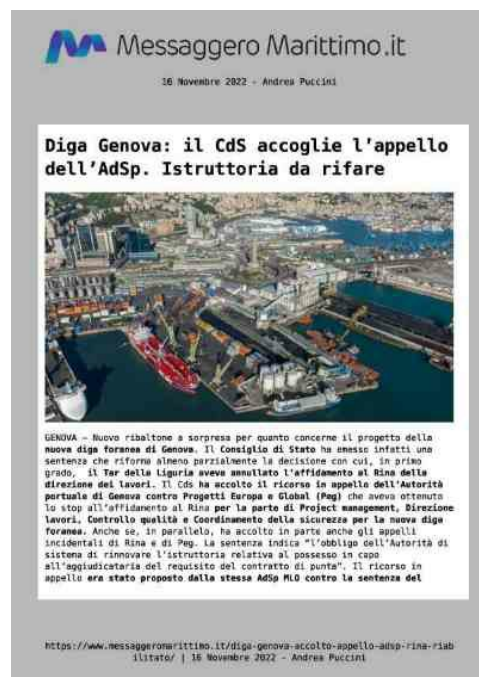 Messaggero Marittimo.it
16 Novembre 2022 - Andrea Puccini
Diga Genova: il CdS accoglie l'appello
dell'AdSp. Istruttoria da rifare
GENOVA – Nuovo ribaltone a sorpresa per quanto concerne il progetto della
nuova diga foranea di Genova. Il Consiglio di Stato ha emesso infatti una
sentenza che riforma almeno parzialmente la decisione con cui, in primo
grado, il Tar della Liguria aveva annullato l'affidamento al Rina della
direzione dei lavori. Il Cds ha accolto il ricorso in appello dell'Autorità
portuale di Genova contro Progetti Europa e Global (Peg) che aveva ottenuto
lo stop all'affidamento al Rina per la parte di Project management, Direzione
lavori, Controllo qualità e Coordinamento della sicurezza per la nuova diga
foranea. Anche se, in parallelo, ha accolto in parte anche gli appelli
incidentali di Rina e di Peg. La sentenza indica "l'obbligo dell'Autorità di
sistema di rinnovare l'istruttoria relativa al possesso in capo
all'aggiudicataria del requisito del contratto di punta". Il ricorso in
appello era stato proposto dalla stessa AdSp MLO contro la sentenza del
https://www.messaggeromarittimo.it/diga-genova-accolto-appello-adsp-rina-riab
ilitato/ | 16 Novembre 2022 - Andrea Puccini